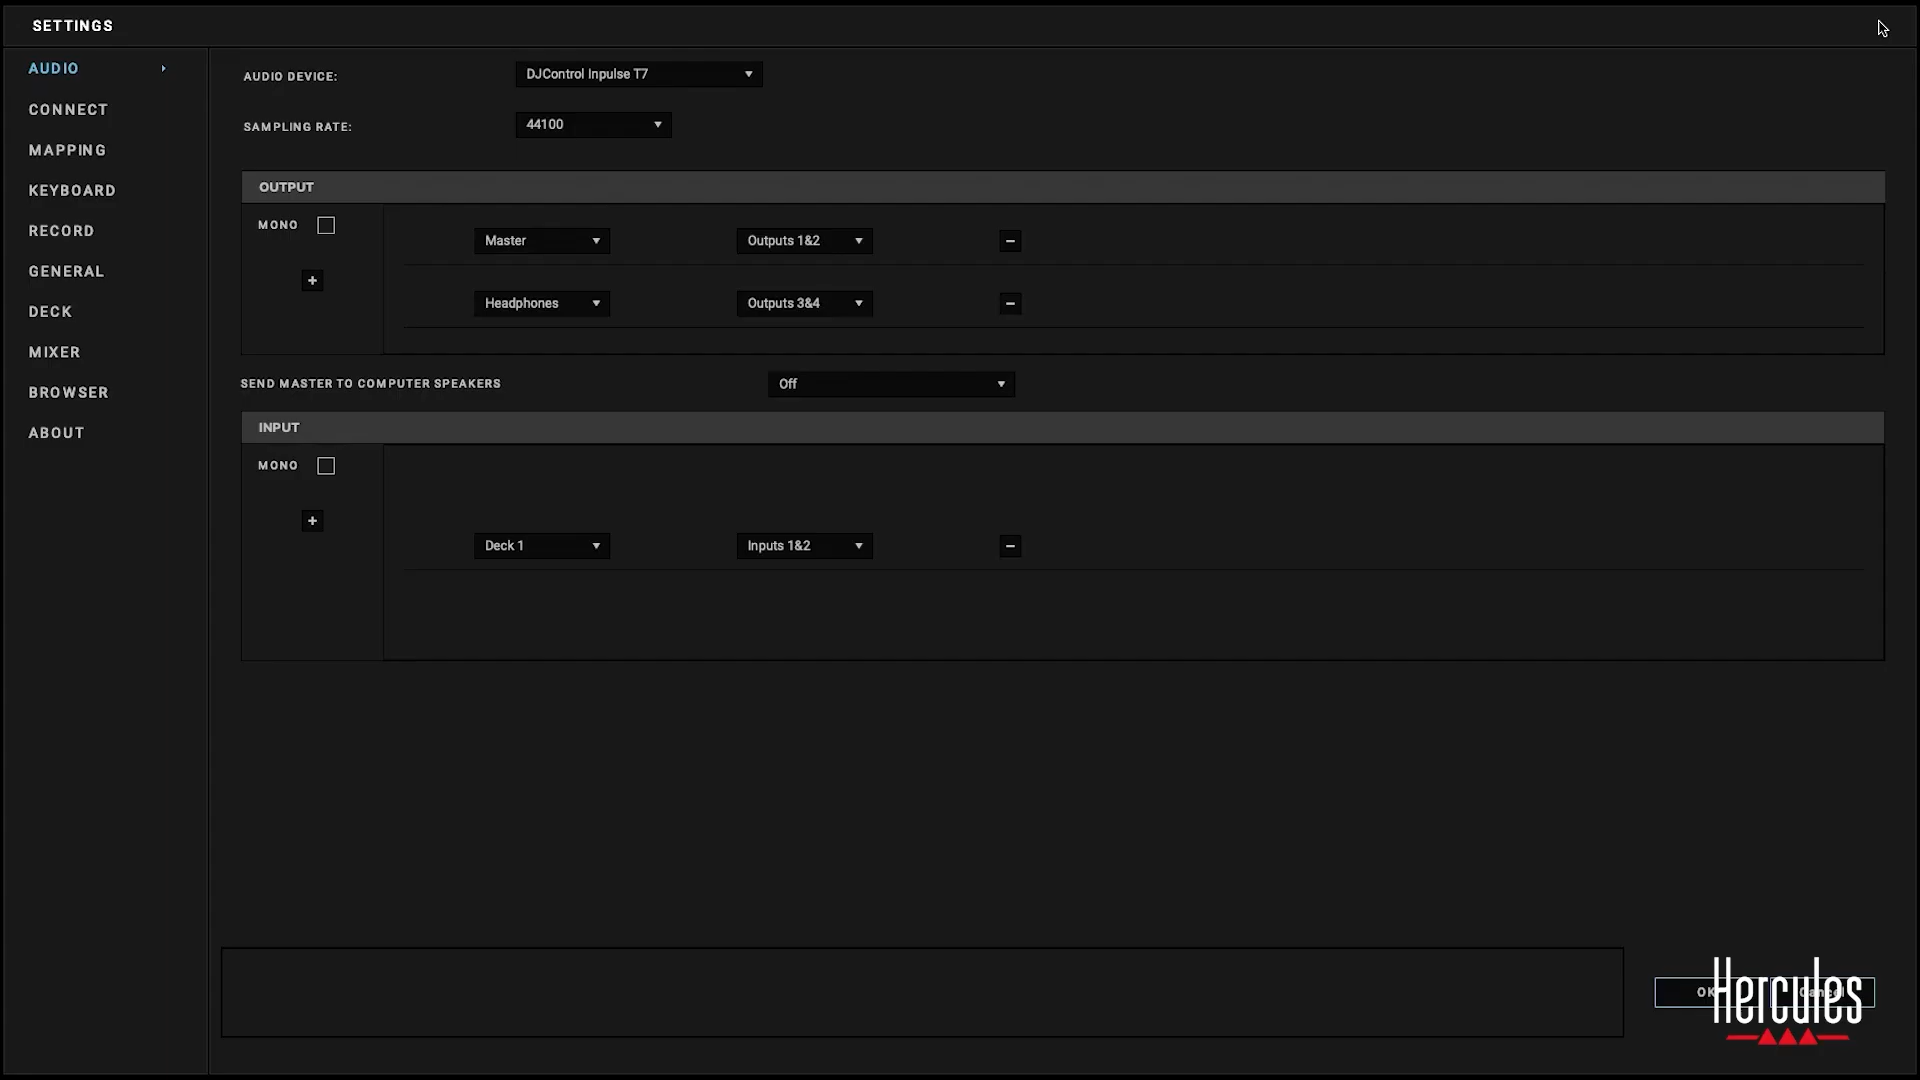 SETTINGS
AUDIO
CONNECT
MAPPING
KEYBOARD
RECORD
GENERAL
DECK
MIXER
BROWSER
ABOUT
AUDIO DEVICE: DJControl Inpulse T7
SAMPLING RATE: 44100
OUTPUT
MONO
+
Master Outputs 1&2 −
Headphones Outputs 3&4 −
SEND MASTER TO COMPUTER SPEAKERS Off
INPUT
MONO
+
Deck 1 Inputs 1&2 −
OK
Hercules